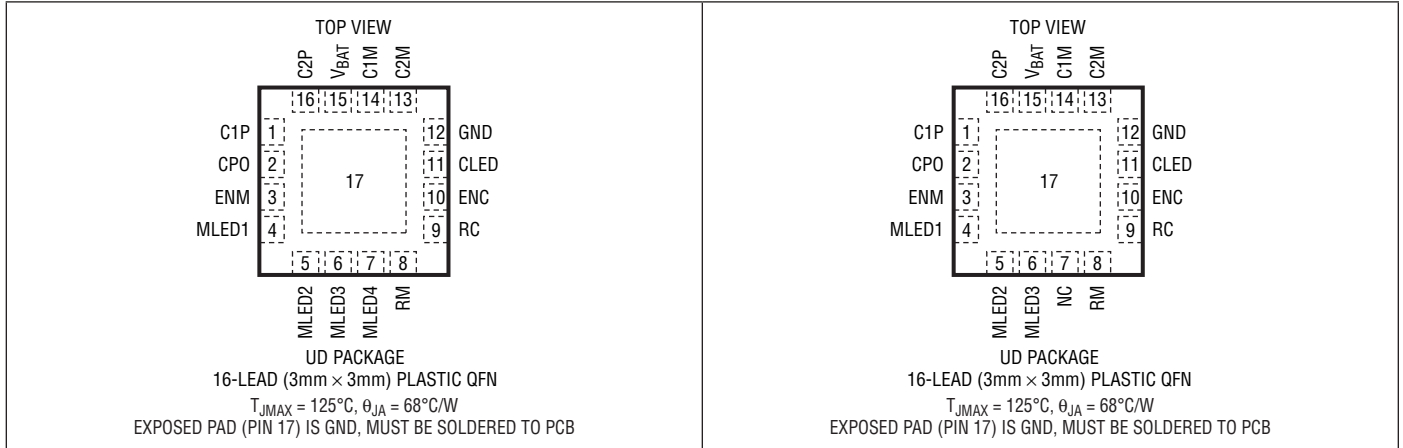 TOP VIEW
C2P VBAT C1M C2M
16 15 14 13
C1P 1 12 GND
CPO 2 11 CLED
17
ENM 3 10 ENC
MLED1 4 9 RC
5 6 7 8
MLED2 MLED3 MLED4 RM
UD PACKAGE
16-LEAD (3mm × 3mm) PLASTIC QFN
TJMAX = 125°C, θJA = 68°C/W
EXPOSED PAD (PIN 17) IS GND, MUST BE SOLDERED TO PCB
TOP VIEW
C2P VBAT C1M C2M
16 15 14 13
C1P 1 12 GND
CPO 2 11 CLED
17
ENM 3 10 ENC
MLED1 4 9 RC
5 6 7 8
MLED2 MLED3 NC RM
UD PACKAGE
16-LEAD (3mm × 3mm) PLASTIC QFN
TJMAX = 125°C, θJA = 68°C/W
EXPOSED PAD (PIN 17) IS GND, MUST BE SOLDERED TO PCB